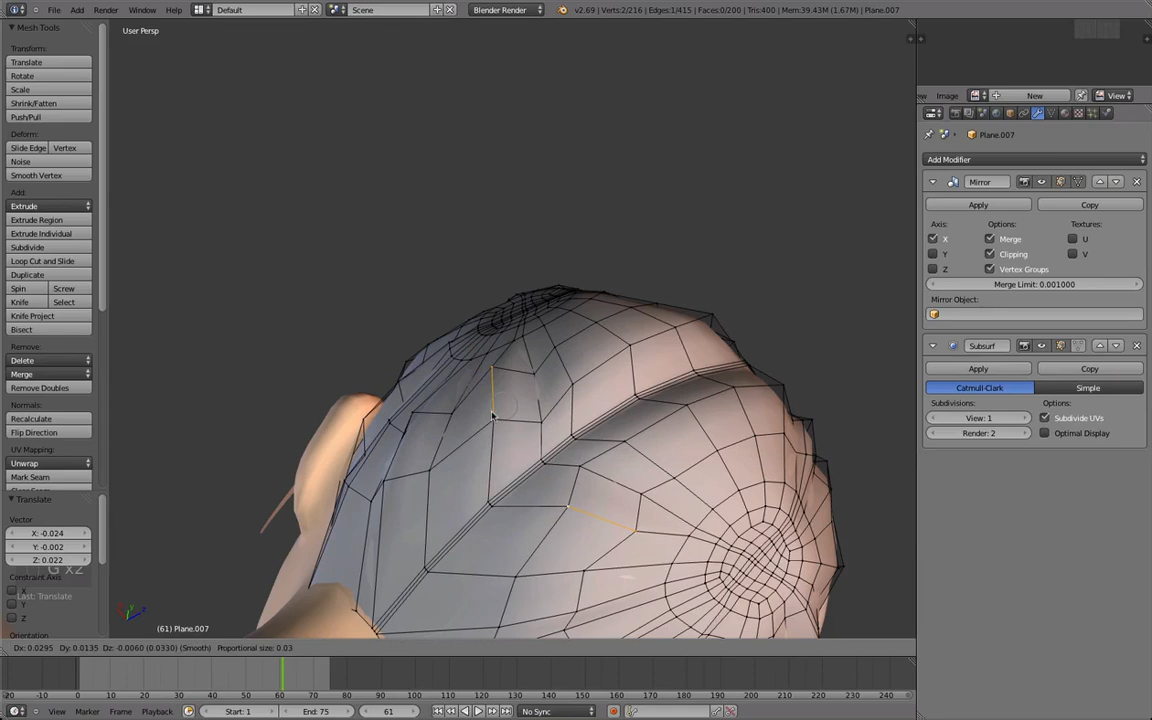 File Add Render Window Help Default Scene Blender Render v2.69 | Verts:2/216 | Edges:1/415 | Faces:0/200 | Tris:400 | Mem:39.43M (1.67M) | Plane.007
Mesh Tools
User Persp
Transform:
Translate
Rotate
Scale
Shrink/Fatten
Push/Pull
Deform:
Slide Edge Vertex
Noise
Smooth Vertex
Add:
Extrude
Extrude Region
Extrude Individual
Subdivide
Loop Cut and Slide
Duplicate
Spin Screw
Knife Select
Knife Project
Bisect
Remove:
Delete
Merge
Remove Doubles
Normals:
Recalculate
Flip Direction
UV Mapping:
Unwrap
Mark Seam
Translate
Vector
X: -0.024
Y: -0.002
Z: 0.022
G x2
Constraint Axis
X
Last: Translate
Y
Z
Orientation
(61) Plane.007
Image New View
Plane.007
Add Modifier
Mirror
Apply Copy
Axis: Options: Textures:
X Merge U
Y Clipping V
Z Vertex Groups
Merge Limit: 0.001000
Mirror Object:
Subsurf
Apply Copy
Catmull-Clark Simple
Subdivisions: Options:
View: 1 Subdivide UVs
Render: 2 Optimal Display
Dx: 0.0295 Dy: 0.0135 Dz: -0.0060 (0.0330) (Smooth) Proportional size: 0.03
-20 -10 0 10 20 30 40 50 60 70 80 90 100 110 120 130 140 150 160 170 180 190 200 210 220 230 240
View Marker Frame Playback Start: 1 End: 75 61 No Sync